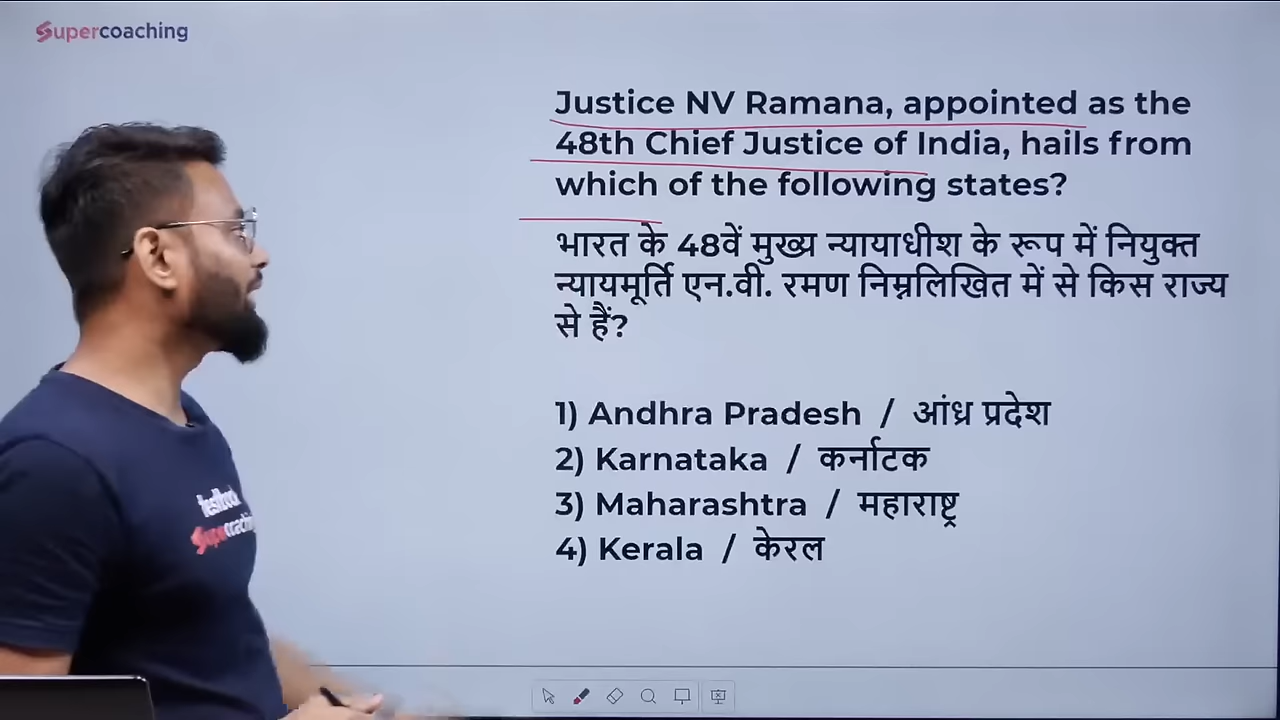 Supercoaching
Justice NV Ramana, appointed as the
48th Chief Justice of India, hails from
which of the following states?
भारत के 48वें मुख्य न्यायाधीश के रूप में नियुक्त
न्यायमूर्ति एन.वी. रमण निम्नलिखित में से किस राज्य
से हैं?
1) Andhra Pradesh / आंध्र प्रदेश
2) Karnataka / कर्नाटक
3) Maharashtra / महाराष्ट्र
4) Kerala / केरल
testbook
Supercoaching